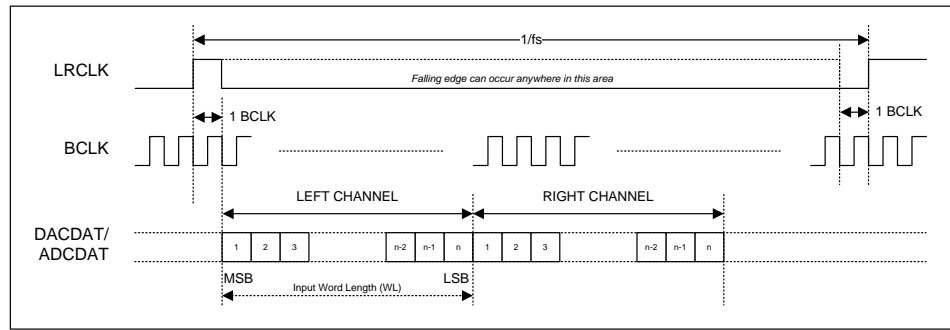 1/fs
LRCLK
Falling edge can occur anywhere in this area
1 BCLK
1 BCLK
BCLK
LEFT CHANNEL
RIGHT CHANNEL
DACDAT/
ADCDAT
1 2 3 n-2 n-1 n 1 2 3 n-2 n-1 n
MSB
LSB
Input Word Length (WL)